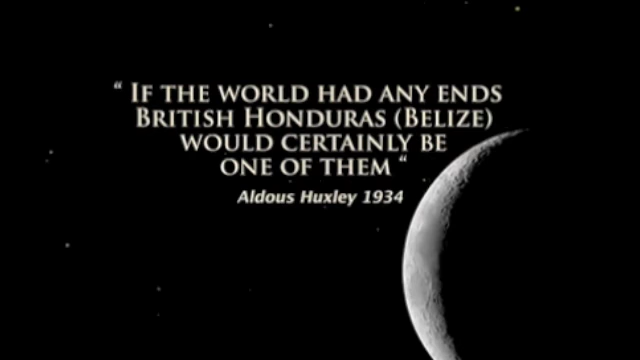 “ If the world had any ends
British Honduras (Belize)
would certainly be
one of them “
Aldous Huxley 1934